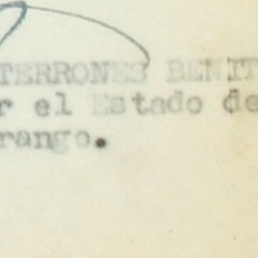 TERRONES BENIT
r el Estado de
rango.